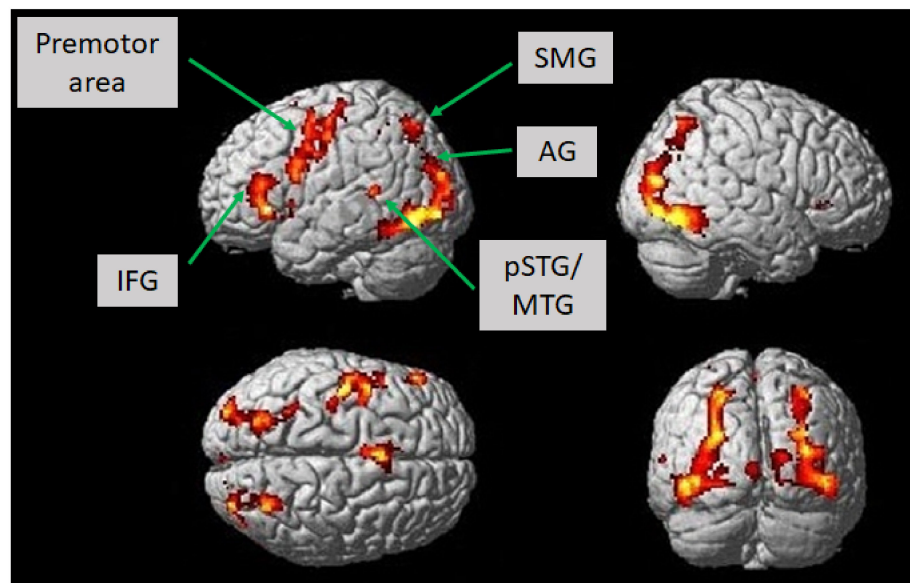 Premotor
area
SMG
AG
IFG
pSTG/
MTG